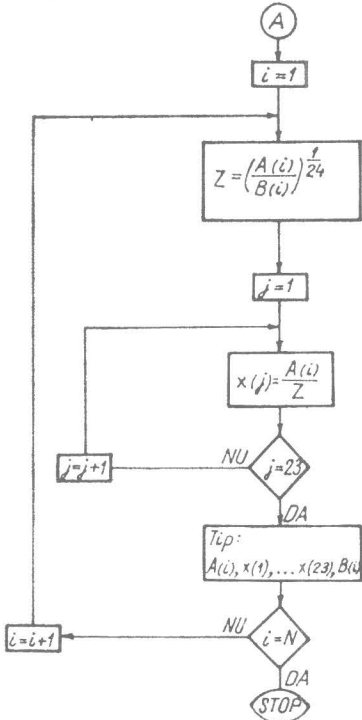 A
i=1
Z=(A(i)/B(i))^1/24
j=1
x(j)=A(i)/Z
NU
j=23
j=j+1
DA
Tip:
A(i), x(1), ... x(23), B(i)
NU
i=N
i=i+1
DA
STOP